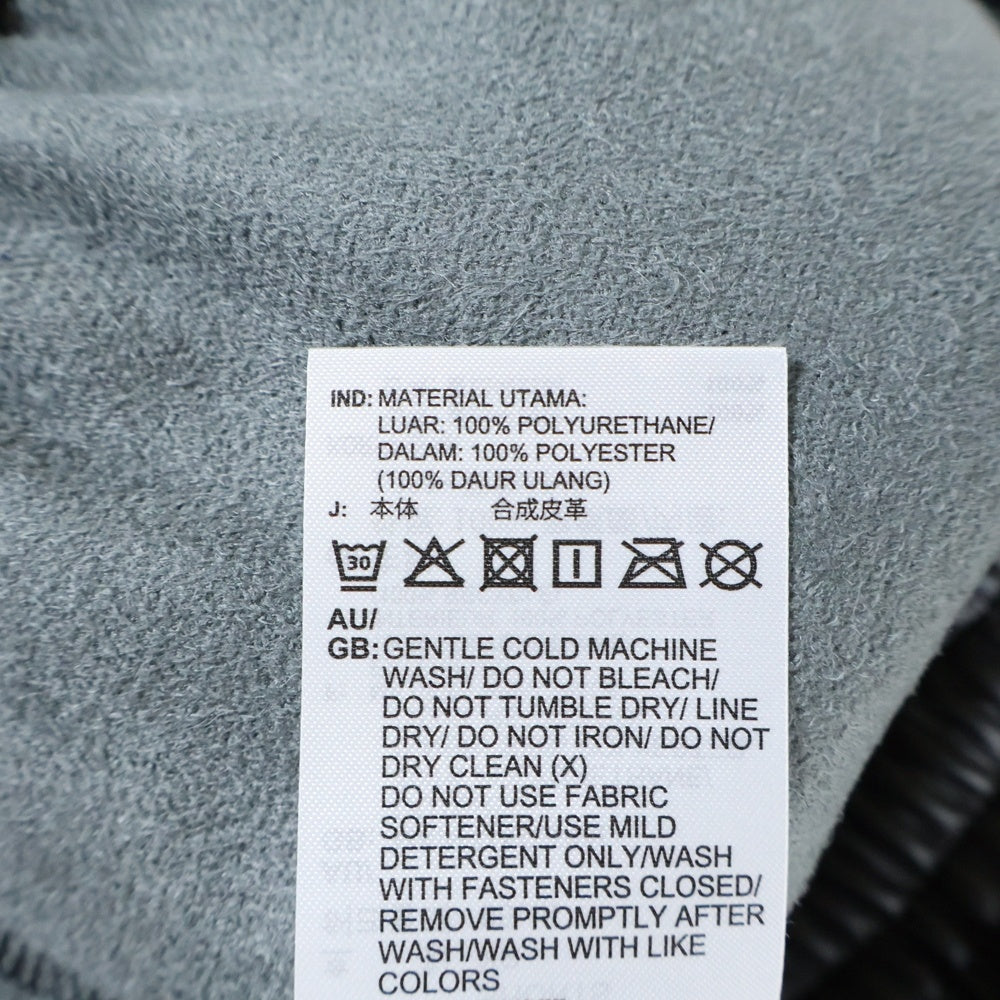 IND: MATERIAL UTAMA:
LUAR: 100% POLYURETHANE/
DALAM: 100% POLYESTER
(100% DAUR ULANG)
J: 本体 合成皮革
30
AU/
GB: GENTLE COLD MACHINE
WASH/ DO NOT BLEACH/
DO NOT TUMBLE DRY/ LINE
DRY/ DO NOT IRON/ DO NOT
DRY CLEAN (X)
DO NOT USE FABRIC
SOFTENER/USE MILD
DETERGENT ONLY/WASH
WITH FASTENERS CLOSED/
REMOVE PROMPTLY AFTER
WASH/WASH WITH LIKE
COLORS